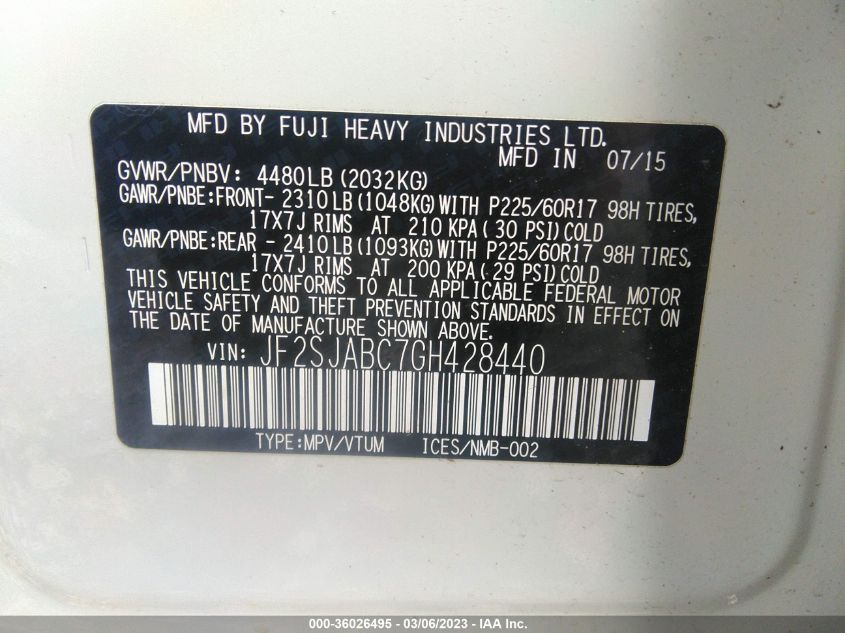 MFD BY FUJI HEAVY INDUSTRIES LTD.
MFD IN 07/15
GVWR/PNBV: 4480LB (2032KG)
GAWR/PNBE:FRONT- 2310LB (1048KG) WITH P225/60R17 98H TIRES,
17X7J RIMS AT 210 KPA ( 30 PSI) COLD
GAWR/PNBE:REAR - 2410LB (1093KG) WITH P225/60R17 98H TIRES,
17X7J RIMS AT 200 KPA ( 29 PSI) COLD
THIS VEHICLE CONFORMS TO ALL APPLICABLE FEDERAL MOTOR
VEHICLE SAFETY AND THEFT PREVENTION STANDARDS IN EFFECT ON
THE DATE OF MANUFACTURE SHOWN ABOVE.
VIN: JF2SJABC7GH428440
TYPE:MPV/VTUM ICES/NMB-002
000-36026495 - 03/06/2023 - IAA Inc.